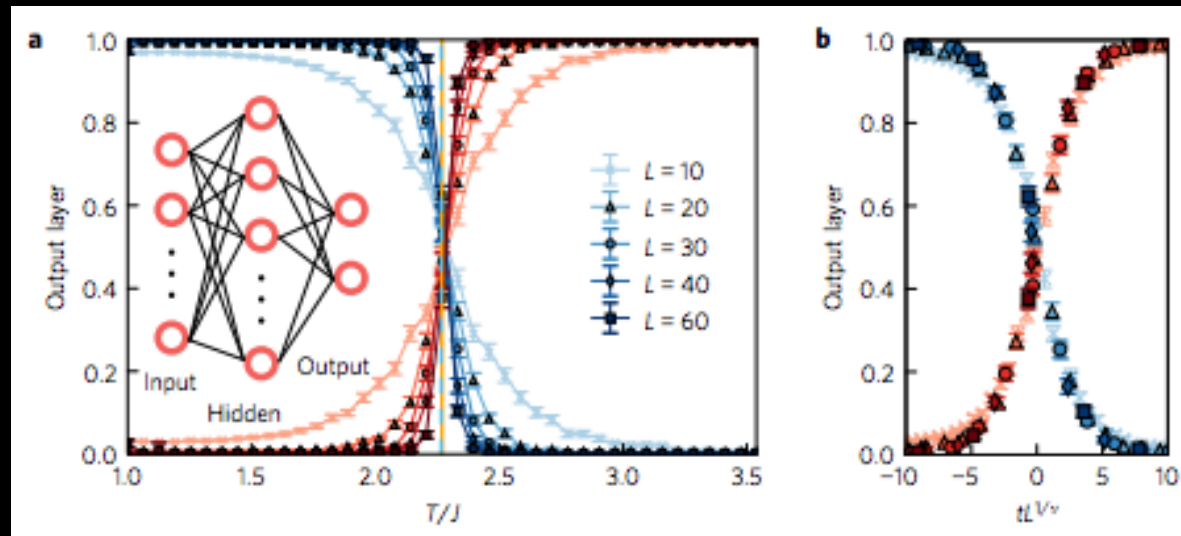 a
1.0
0.8
0.6
0.4
0.2
0.0
Output layer
Input
Hidden
Output
L = 10
L = 20
L = 30
L = 40
L = 60
1.0
1.5
2.0
2.5
3.0
3.5
T/J
b
1.0
0.8
0.6
0.4
0.2
0.0
Output layer
−10
−5
0
5
10
tL^1/ν